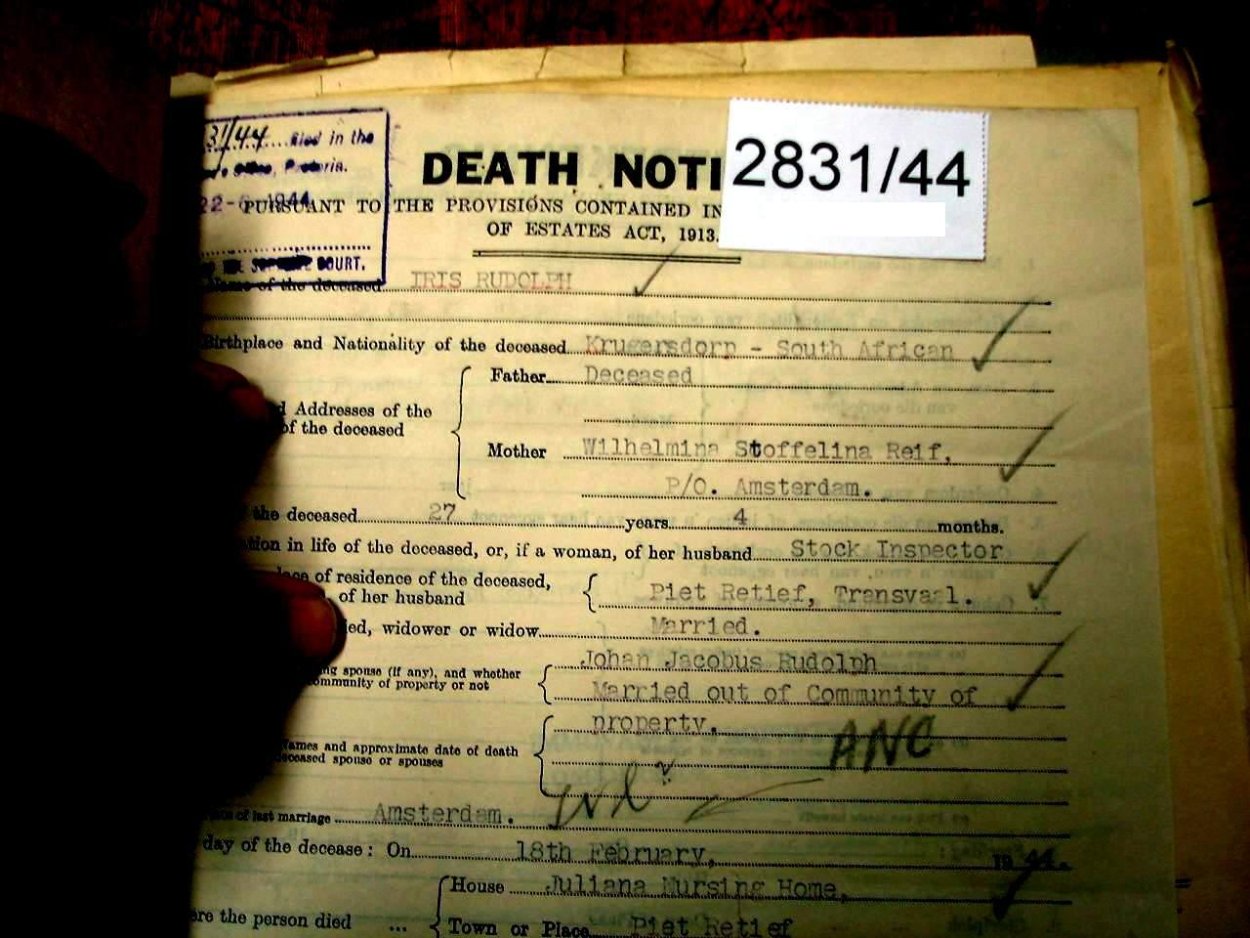 31/44 filed in the
Office, Pretoria.
22- 1944
COURT.
DEATH NOTI
2831/44
PURSUANT TO THE PROVISIONS CONTAINED IN
OF ESTATES ACT, 1913.
Name of the deceased IRIS RUDOLPH
Birthplace and Nationality of the deceased Krugersdorp - South African
Father Deceased
Addresses of the
of the deceased
Mother Wilhelmina Stoffelina Reif,
P/O. Amsterdam.
the deceased 27 years 4 months.
in life of the deceased, or, if a woman, of her husband Stock Inspector
of residence of the deceased,
of her husband
Piet Retief, Transvaal.
widower or widow Married.
spouse (if any), and whether
community of property or not
Johan Jacobus Rudolph
Married out of Community of
property.
ANC
names and approximate date of death
deceased spouse or spouses
of last marriage Amsterdam.
day of the decease: On 18th February, 1944.
House Juliana Nursing Home,
the person died ... Town or Place Piet Retief